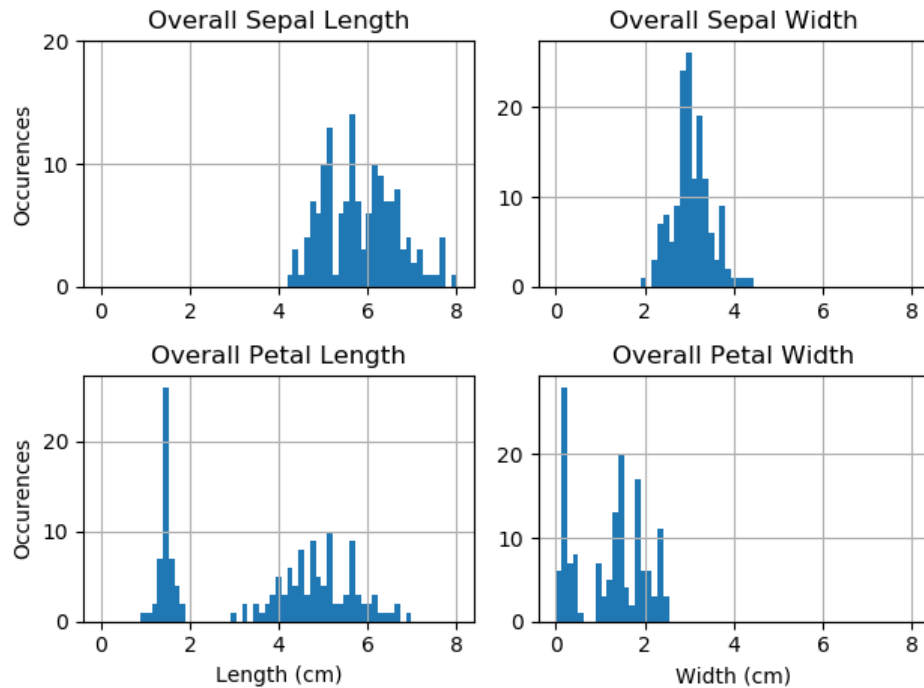 Overall Sepal Length
Overall Sepal Width
20
10
0
Occurences
0 2 4 6 8
20
10
0
0 2 4 6 8
Overall Petal Length
Overall Petal Width
20
10
0
Occurences
0 2 4 6 8
Length (cm)
20
10
0
0 2 4 6 8
Width (cm)